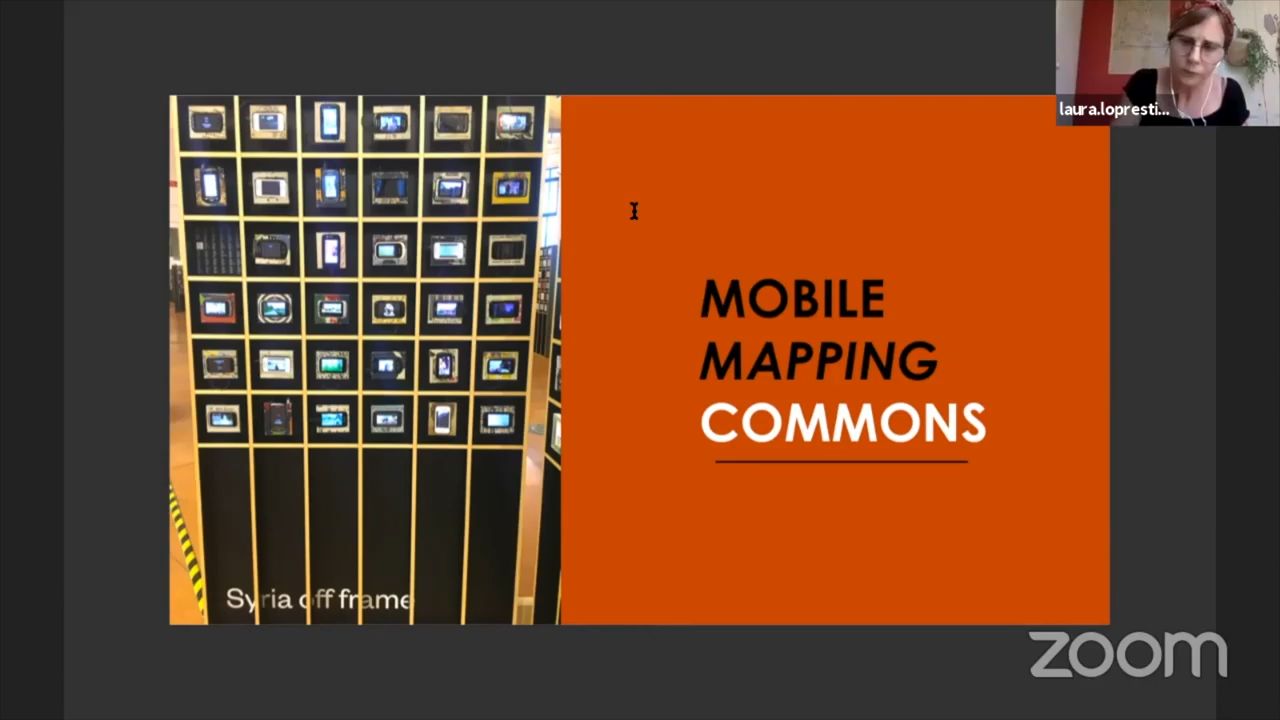 laura.lopresti...
MOBILE
MAPPING
COMMONS
Syria off frame
zoom